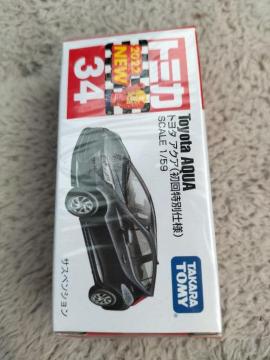 トミカ
2022
NEW
34
Toyota AQUA
トヨタ アクア(初回特別仕様)
SCALE 1/59
サスペンション
TAKARA
TOMY